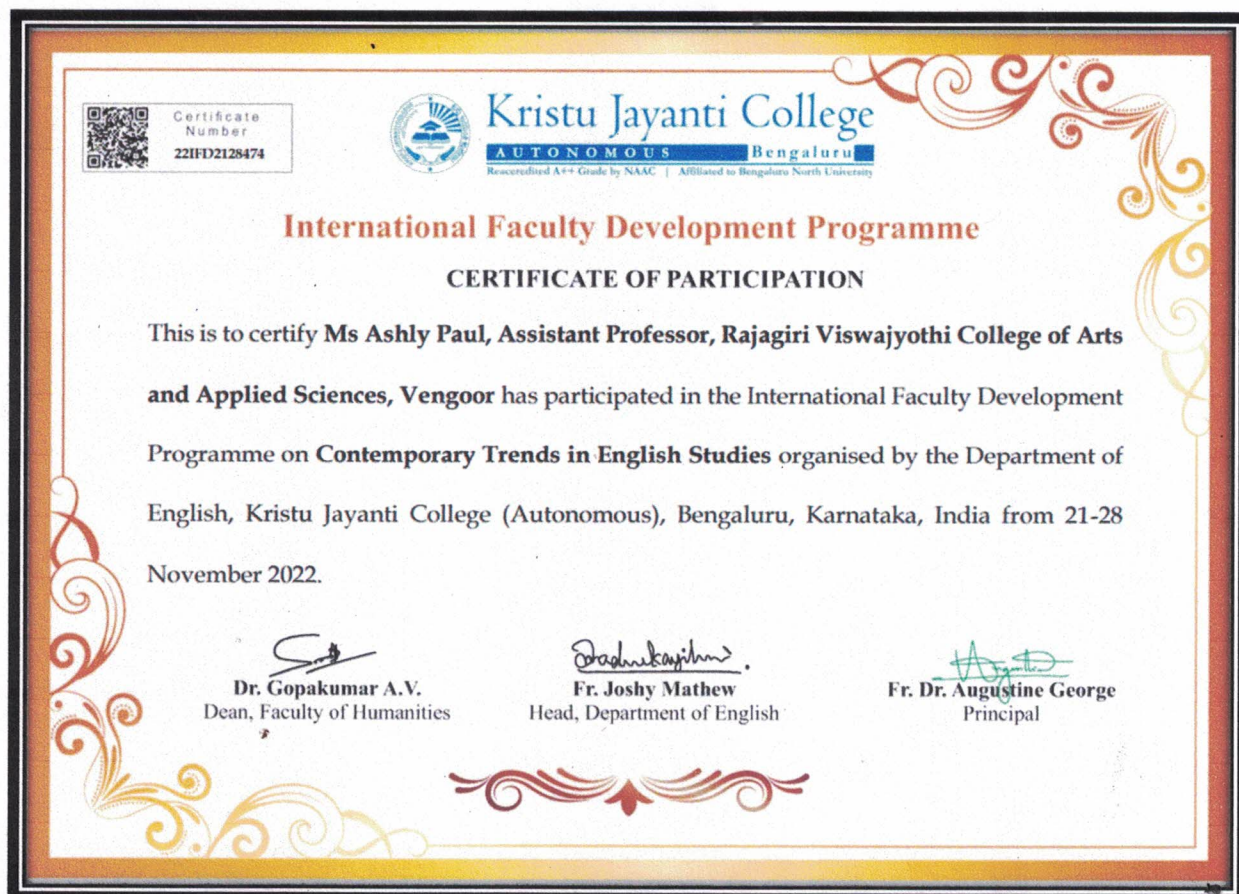 Certificate
Number
22IFD2128474
Kristu Jayanti College
AUTONOMOUS Bengaluru
Reaccredited A++ Grade by NAAC | Affiliated to Bengaluru North University
International Faculty Development Programme
CERTIFICATE OF PARTICIPATION
This is to certify Ms Ashly Paul, Assistant Professor, Rajagiri Viswajyothi College of Arts
and Applied Sciences, Vengoor has participated in the International Faculty Development
Programme on Contemporary Trends in English Studies organised by the Department of
English, Kristu Jayanti College (Autonomous), Bengaluru, Karnataka, India from 21-28
November 2022.
Dr. Gopakumar A.V.
Dean, Faculty of Humanities
Fr. Joshy Mathew
Head, Department of English
Fr. Dr. Augustine George
Principal